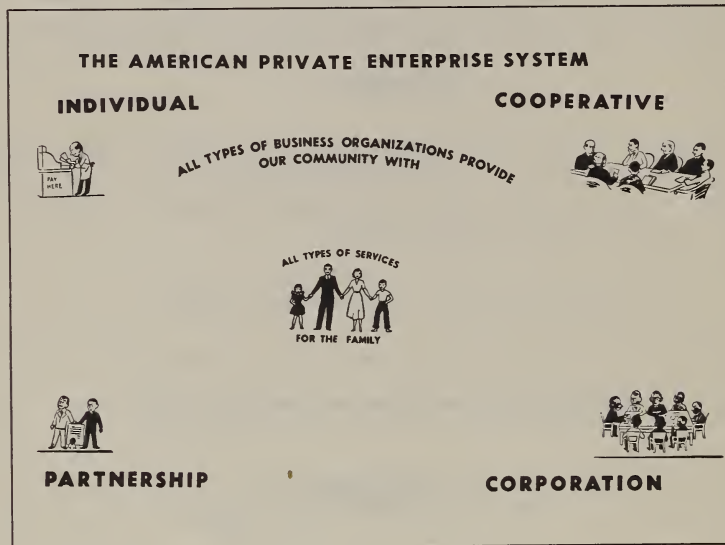 THE AMERICAN PRIVATE ENTERPRISE SYSTEM
INDIVIDUAL
COOPERATIVE
PAY
HERE
ALL TYPES OF BUSINESS ORGANIZATIONS PROVIDE
OUR COMMUNITY WITH
ALL TYPES OF SERVICES
FOR THE FAMILY
PARTNERSHIP
CORPORATION